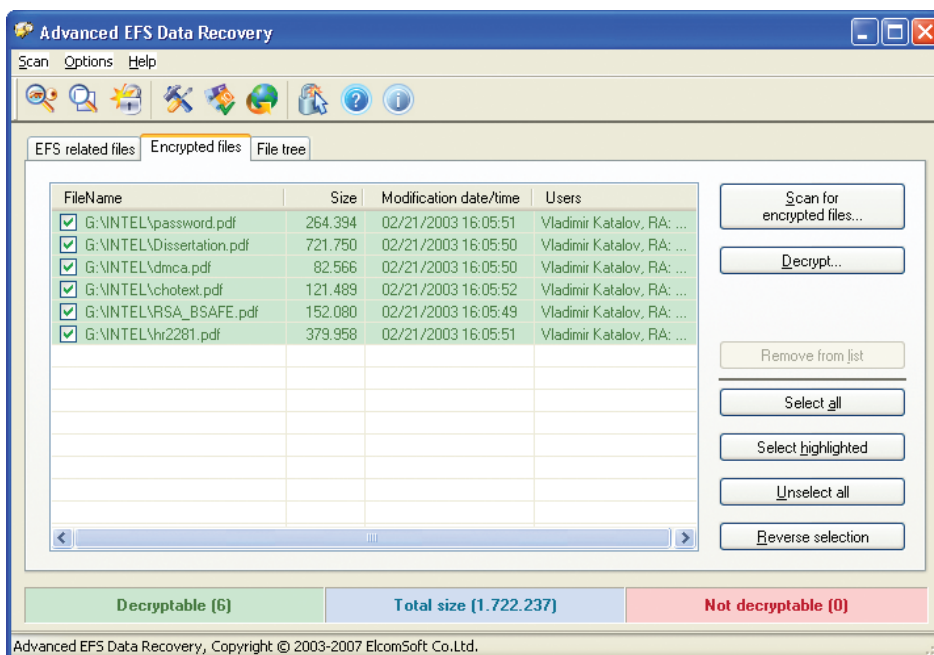 Advanced EFS Data Recovery
Scan Options Help
EFS related files Encrypted files File tree
FileName Size Modification date/time Users
G:\INTEL\password.pdf 264.394 02/21/2003 16:05:51 Vladimir Katalov, RA: ...
G:\INTEL\Dissertation.pdf 721.750 02/21/2003 16:05:50 Vladimir Katalov, RA: ...
G:\INTEL\dmca.pdf 82.566 02/21/2003 16:05:50 Vladimir Katalov, RA: ...
G:\INTEL\chotext.pdf 121.489 02/21/2003 16:05:52 Vladimir Katalov, RA: ...
G:\INTEL\RSA_BSAFE.pdf 152.080 02/21/2003 16:05:49 Vladimir Katalov, RA: ...
G:\INTEL\hr2281.pdf 379.958 02/21/2003 16:05:51 Vladimir Katalov, RA: ...
Scan for
encrypted files...
Decrypt...
Remove from list
Select all
Select highlighted
Unselect all
Reverse selection
Decryptable (6) Total size (1.722.237) Not decryptable (0)
Advanced EFS Data Recovery, Copyright © 2003-2007 ElcomSoft Co.Ltd.